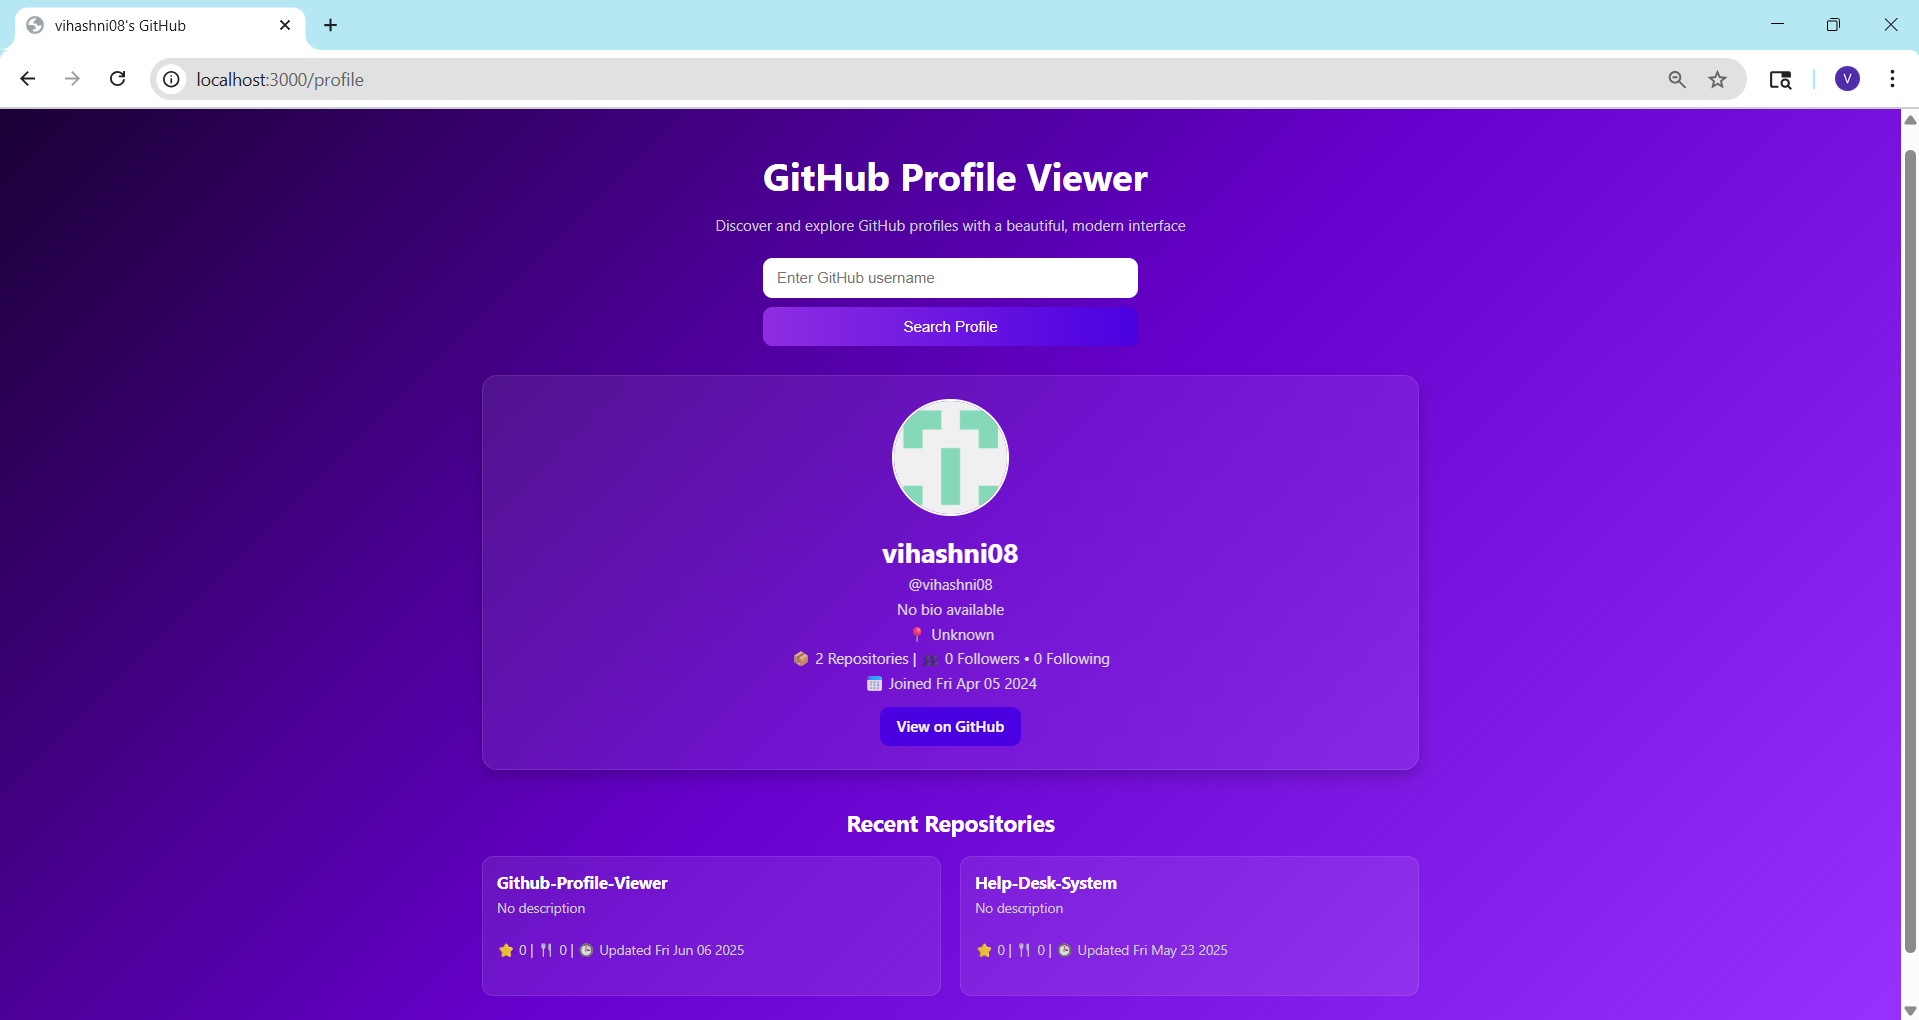 vihashni08's GitHub
localhost:3000/profile
V
GitHub Profile Viewer
Discover and explore GitHub profiles with a beautiful, modern interface
Enter GitHub username
Search Profile
vihashni08
@vihashni08
No bio available
📍 Unknown
📦 2 Repositories | 👥 0 Followers • 0 Following
🗓️ Joined Fri Apr 05 2024
View on GitHub
Recent Repositories
Github-Profile-Viewer
No description
⭐ 0 | 🍴 0 | 🕒 Updated Fri Jun 06 2025
Help-Desk-System
No description
⭐ 0 | 🍴 0 | 🕒 Updated Fri May 23 2025